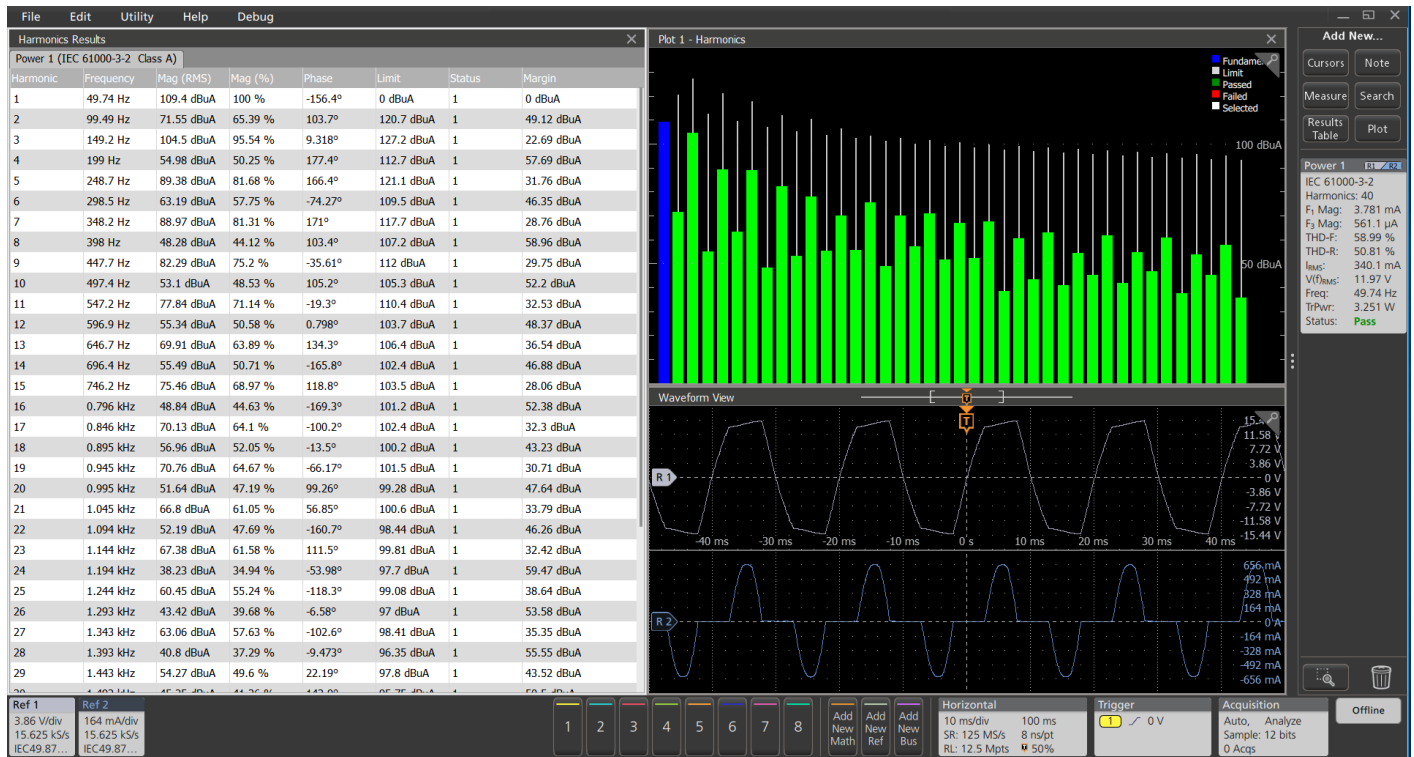 File Edit Utility Help Debug
Harmonics Results
Power 1 (IEC 61000-3-2 Class A)
Harmonic Frequency Mag (RMS) Mag (%) Phase Limit Status Margin
1 49.74 Hz 109.4 dBuA 100 % -156.4º 0 dBuA 1 0 dBuA
2 99.49 Hz 71.55 dBuA 65.39 % 103.7º 120.7 dBuA 1 49.12 dBuA
3 149.2 Hz 104.5 dBuA 95.54 % 9.318º 127.2 dBuA 1 22.69 dBuA
4 199 Hz 54.98 dBuA 50.25 % 177.4º 112.7 dBuA 1 57.69 dBuA
5 248.7 Hz 89.38 dBuA 81.68 % 166.4º 121.1 dBuA 1 31.76 dBuA
6 298.5 Hz 63.19 dBuA 57.75 % -74.27º 109.5 dBuA 1 46.35 dBuA
7 348.2 Hz 88.97 dBuA 81.31 % 171º 117.7 dBuA 1 28.76 dBuA
8 398 Hz 48.28 dBuA 44.12 % 103.4º 107.2 dBuA 1 58.96 dBuA
9 447.7 Hz 82.29 dBuA 75.2 % -35.61º 112 dBuA 1 29.75 dBuA
10 497.4 Hz 53.1 dBuA 48.53 % 105.2º 105.3 dBuA 1 52.2 dBuA
11 547.2 Hz 77.84 dBuA 71.14 % -19.3º 110.4 dBuA 1 32.53 dBuA
12 596.9 Hz 55.34 dBuA 50.58 % 0.798º 103.7 dBuA 1 48.37 dBuA
13 646.7 Hz 69.91 dBuA 63.89 % 134.3º 106.4 dBuA 1 36.54 dBuA
14 696.4 Hz 55.49 dBuA 50.71 % -165.8º 102.4 dBuA 1 46.88 dBuA
15 746.2 Hz 75.46 dBuA 68.97 % 118.8º 103.5 dBuA 1 28.06 dBuA
16 0.796 kHz 48.84 dBuA 44.63 % -169.3º 101.2 dBuA 1 52.38 dBuA
17 0.846 kHz 70.13 dBuA 64.1 % -100.2º 102.4 dBuA 1 32.3 dBuA
18 0.895 kHz 56.96 dBuA 52.05 % -13.5º 100.2 dBuA 1 43.23 dBuA
19 0.945 kHz 70.76 dBuA 64.67 % -66.17º 101.5 dBuA 1 30.71 dBuA
20 0.995 kHz 51.64 dBuA 47.19 % 99.26º 99.28 dBuA 1 47.64 dBuA
21 1.045 kHz 66.8 dBuA 61.05 % 56.85º 100.6 dBuA 1 33.79 dBuA
22 1.094 kHz 52.19 dBuA 47.69 % -160.7º 98.44 dBuA 1 46.26 dBuA
23 1.144 kHz 67.38 dBuA 61.58 % 111.5º 99.81 dBuA 1 32.42 dBuA
24 1.194 kHz 38.23 dBuA 34.94 % -53.98º 97.7 dBuA 1 59.47 dBuA
25 1.244 kHz 60.45 dBuA 55.24 % -118.3º 99.08 dBuA 1 38.64 dBuA
26 1.293 kHz 43.42 dBuA 39.68 % -6.58º 97 dBuA 1 53.58 dBuA
27 1.343 kHz 63.06 dBuA 57.63 % -102.6º 98.41 dBuA 1 35.35 dBuA
28 1.393 kHz 40.8 dBuA 37.29 % -9.473º 96.35 dBuA 1 55.55 dBuA
29 1.443 kHz 54.27 dBuA 49.6 % 22.19º 97.8 dBuA 1 43.52 dBuA
Plot 1 - Harmonics
Fundame
Limit
Passed
Failed
Selected
100 dBuA
50 dBuA
Waveform View
T
T
15.4
11.58 V
7.72 V
3.86 V
R 1
0 V
-3.86 V
-7.72 V
-11.58 V
-15.44 V
-40 ms -30 ms -20 ms -10 ms 0 s 10 ms 20 ms 30 ms 40 ms
656 mA
492 mA
328 mA
164 mA
R 2
0 A
-164 mA
-328 mA
-492 mA
-656 mA
Add New...
Cursors Note
Measure Search
Results Plot
Table
Power 1 R1 / R2
IEC 61000-3-2
Harmonics: 40
F₁ Mag: 3.781 mA
F₃ Mag: 561.1 µA
THD-F: 58.99 %
THD-R: 50.81 %
IRMS: 340.1 mA
V(f)RMS: 11.97 V
Freq: 49.74 Hz
TrPwr: 3.251 W
Status: Pass
Ref 1
3.86 V/div
15.625 kS/s
IEC49.87...
Ref 2
164 mA/div
15.625 kS/s
IEC49.87...
1 2 3 4 5 6 7 8
Add New Math
Add New Ref
Add New Bus
Horizontal
10 ms/div 100 ms
SR: 125 MS/s 8 ns/pt
RL: 12.5 Mpts 50%
Trigger
1 0 V
Acquisition
Auto, Analyze
Sample: 12 bits
0 Acqs
Offline